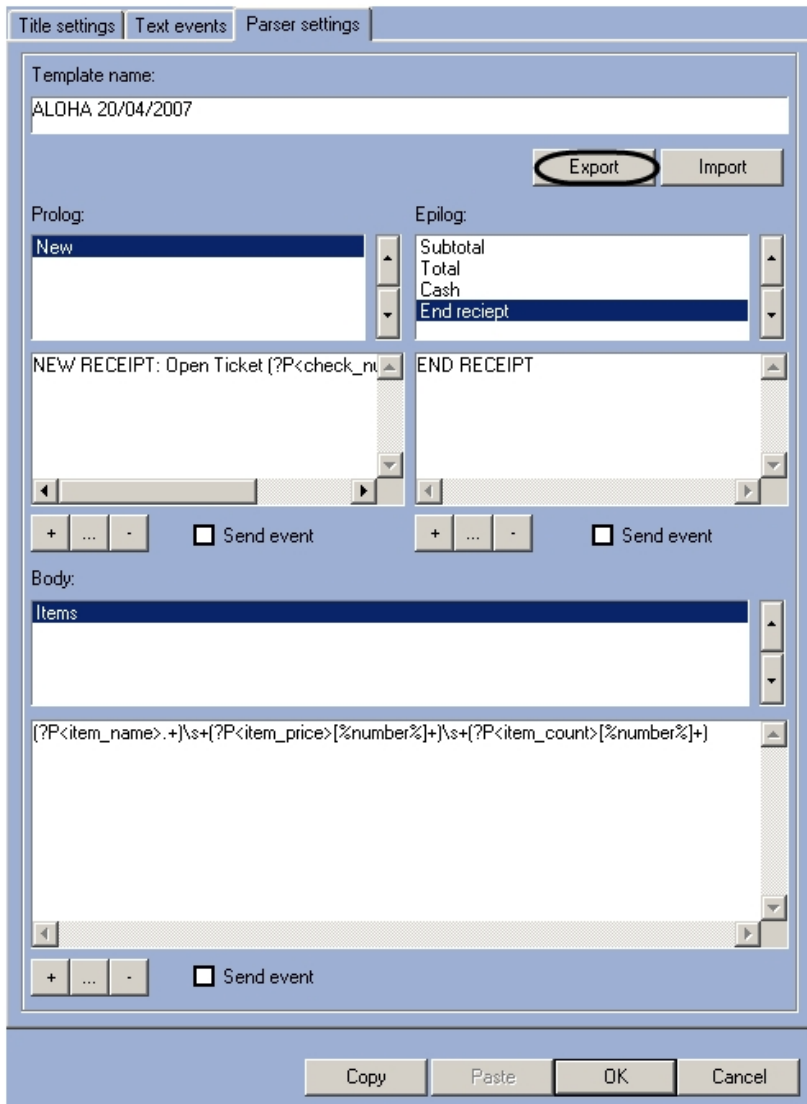 Title settings Text events Parser settings
Template name:
ALOHA 20/04/2007
Export Import
Prolog: Epilog:
New
Subtotal
Total
Cash
End reciept
NEW RECEIPT: Open Ticket (?P<check_nu
END RECEIPT
+ ... - Send event + ... - Send event
Body:
Items
(?P<item_name>.+)\s+(?P<item_price>[%number%]+)\s+(?P<item_count>[%number%]+)
+ ... - Send event
Copy Paste OK Cancel